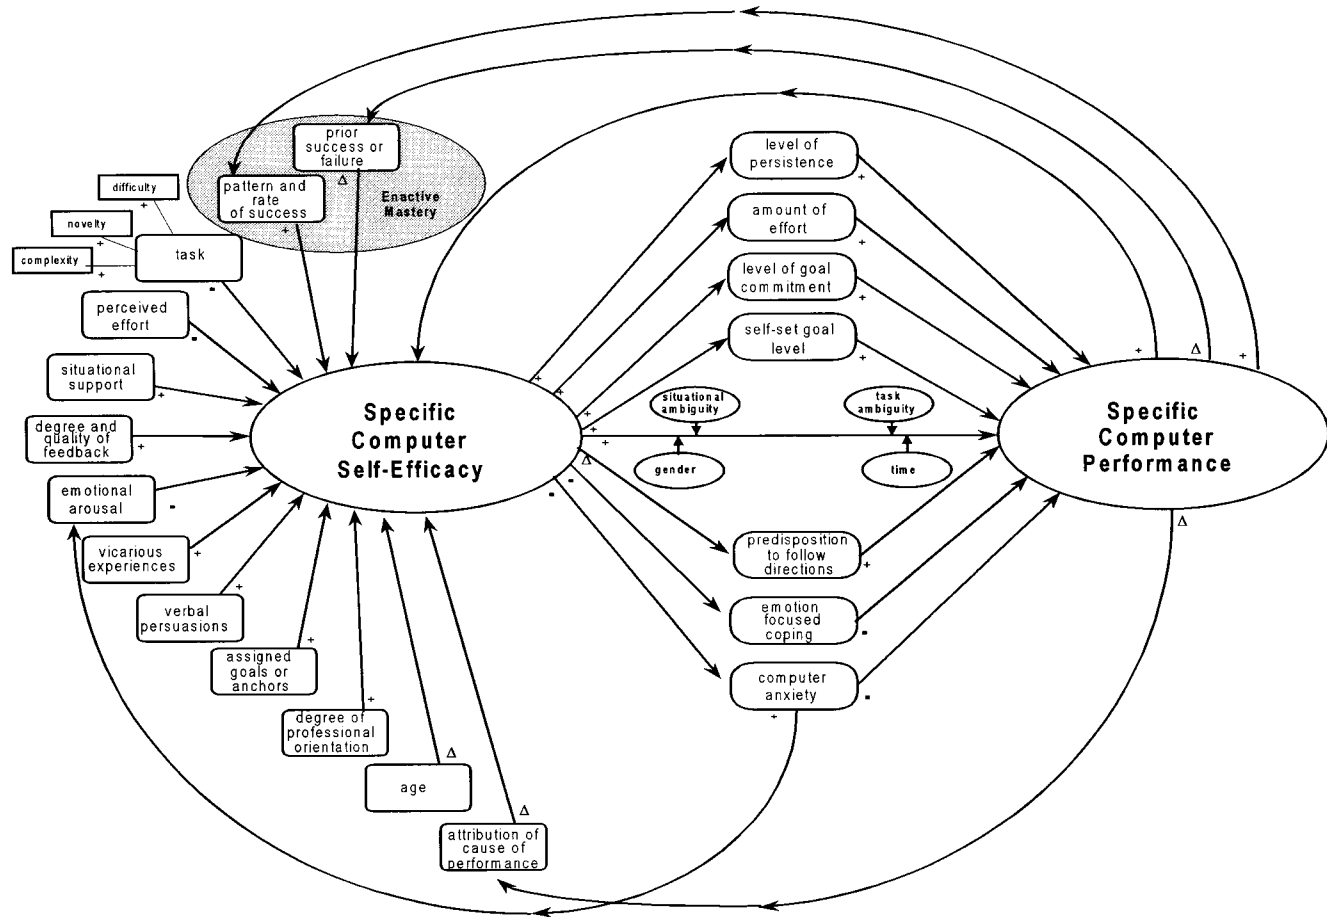 prior
success or
failure
Δ
pattern and
rate
of success
+
Enactive
Mastery
difficulty
+
novelty
+
complexity
+
task
-
perceived
effort
-
situational
support
+
degree and
quality of
feedback
+
emotional
arousal
-
vicarious
experiences
+
verbal
persuasions
+
assigned
goals or
anchors
+
degree of
professional
orientation
+
age
Δ
attribution of
cause of
performance
Δ
Specific
Computer
Self-Efficacy
+
+
+
+
+
Δ
-
-
level of
persistence
+
amount of
effort
+
level of goal
commitment
+
self-set goal
level
+
situational
ambiguity
task
ambiguity
gender
time
predisposition
to follow
directions
+
emotion
focused
coping
-
computer
anxiety
-
+
+
Δ
+
Specific
Computer
Performance
Δ